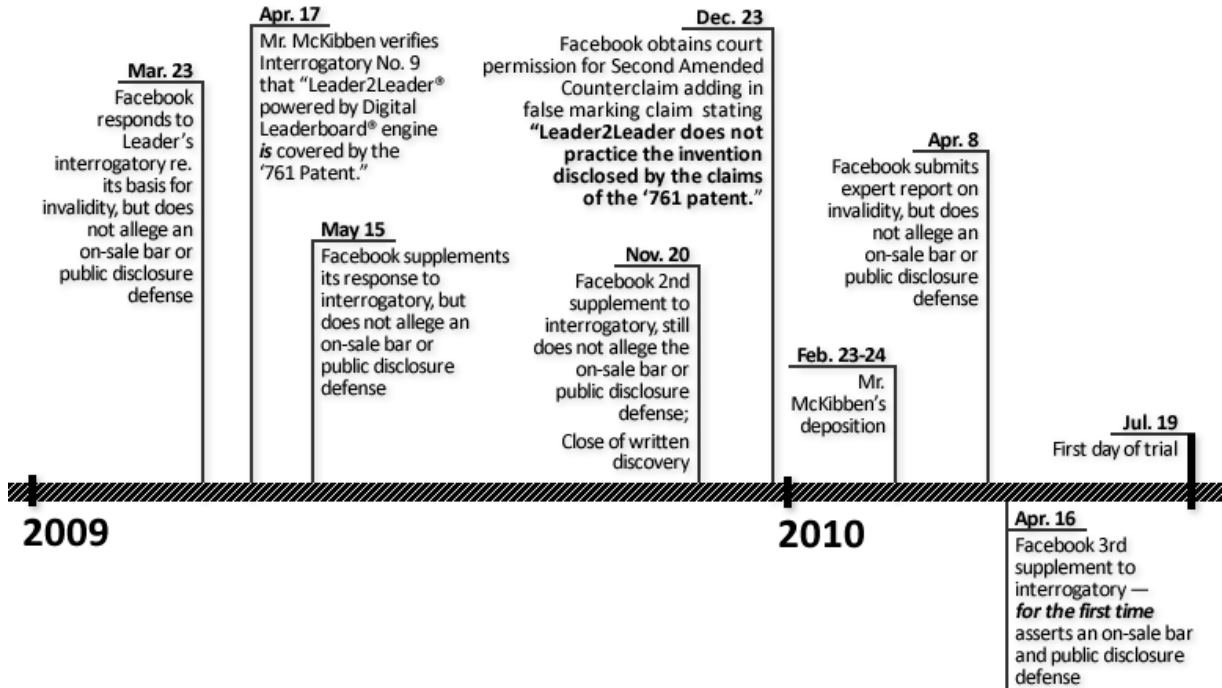 Mar. 23
Facebook
responds to
Leader's
interrogatory re.
its basis for
invalidity, but does
not allege an
on-sale bar or
public disclosure
defense
Apr. 17
Mr. McKibben verifies
Interrogatory No. 9
that “Leader2Leader®
powered by Digital
Leaderboard® engine
is covered by the
‘761 Patent.”
May 15
Facebook supplements
its response to
interrogatory, but
does not allege an
on-sale bar or
public disclosure
defense
Nov. 20
Facebook 2nd
supplement to
interrogatory, still
does not allege the
on-sale bar or
public disclosure
defense;
Close of written
discovery
Dec. 23
Facebook obtains court
permission for Second Amended
Counterclaim adding in
false marking claim stating
“Leader2Leader does not
practice the invention
disclosed by the claims
of the ‘761 patent.”
Feb. 23-24
Mr.
McKibben's
deposition
Apr. 8
Facebook submits
expert report on
invalidity, but does
not allege an
on-sale bar or
public disclosure
defense
Jul. 19
First day of trial
2009
2010
Apr. 16
Facebook 3rd
supplement to
interrogatory —
for the first time
asserts an on-sale bar
and public disclosure
defense